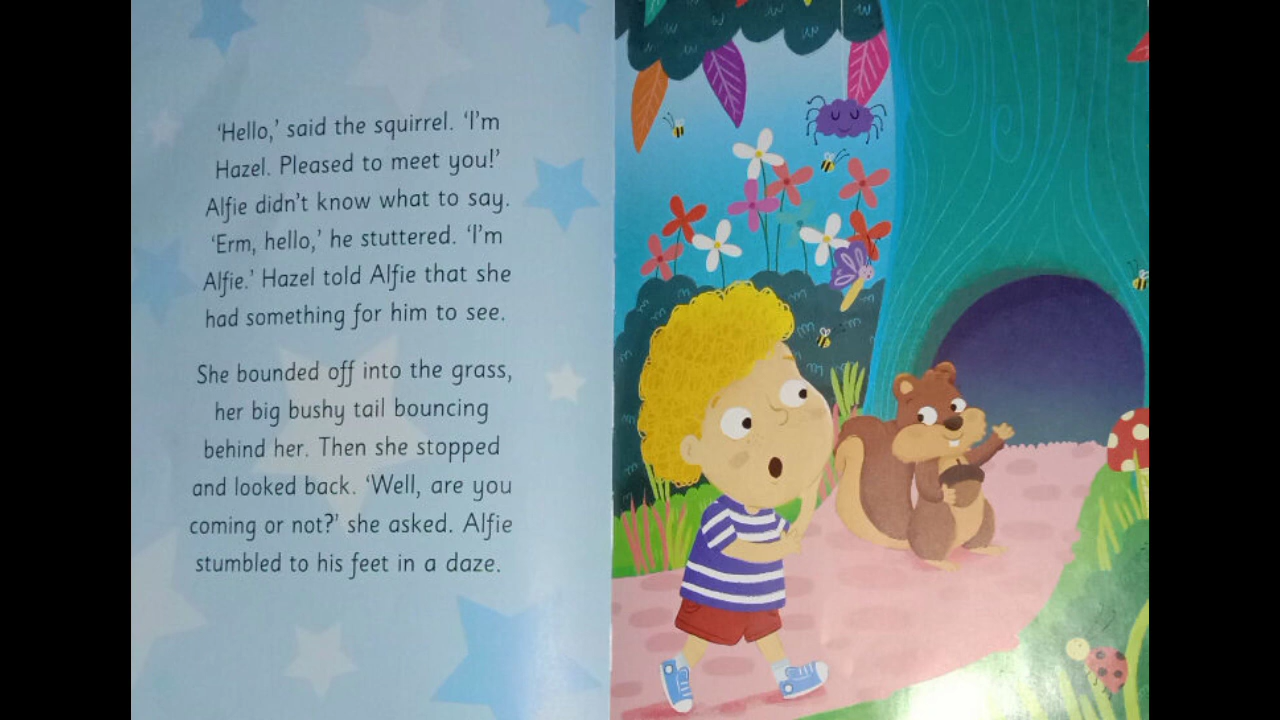 ‘Hello,’ said the squirrel. ‘I’m
Hazel. Pleased to meet you!’
Alfie didn’t know what to say.
‘Erm, hello,’ he stuttered. ‘I’m
Alfie.’ Hazel told Alfie that she
had something for him to see.
She bounded off into the grass,
her big bushy tail bouncing
behind her. Then she stopped
and looked back. ‘Well, are you
coming or not?’ she asked. Alfie
stumbled to his feet in a daze.